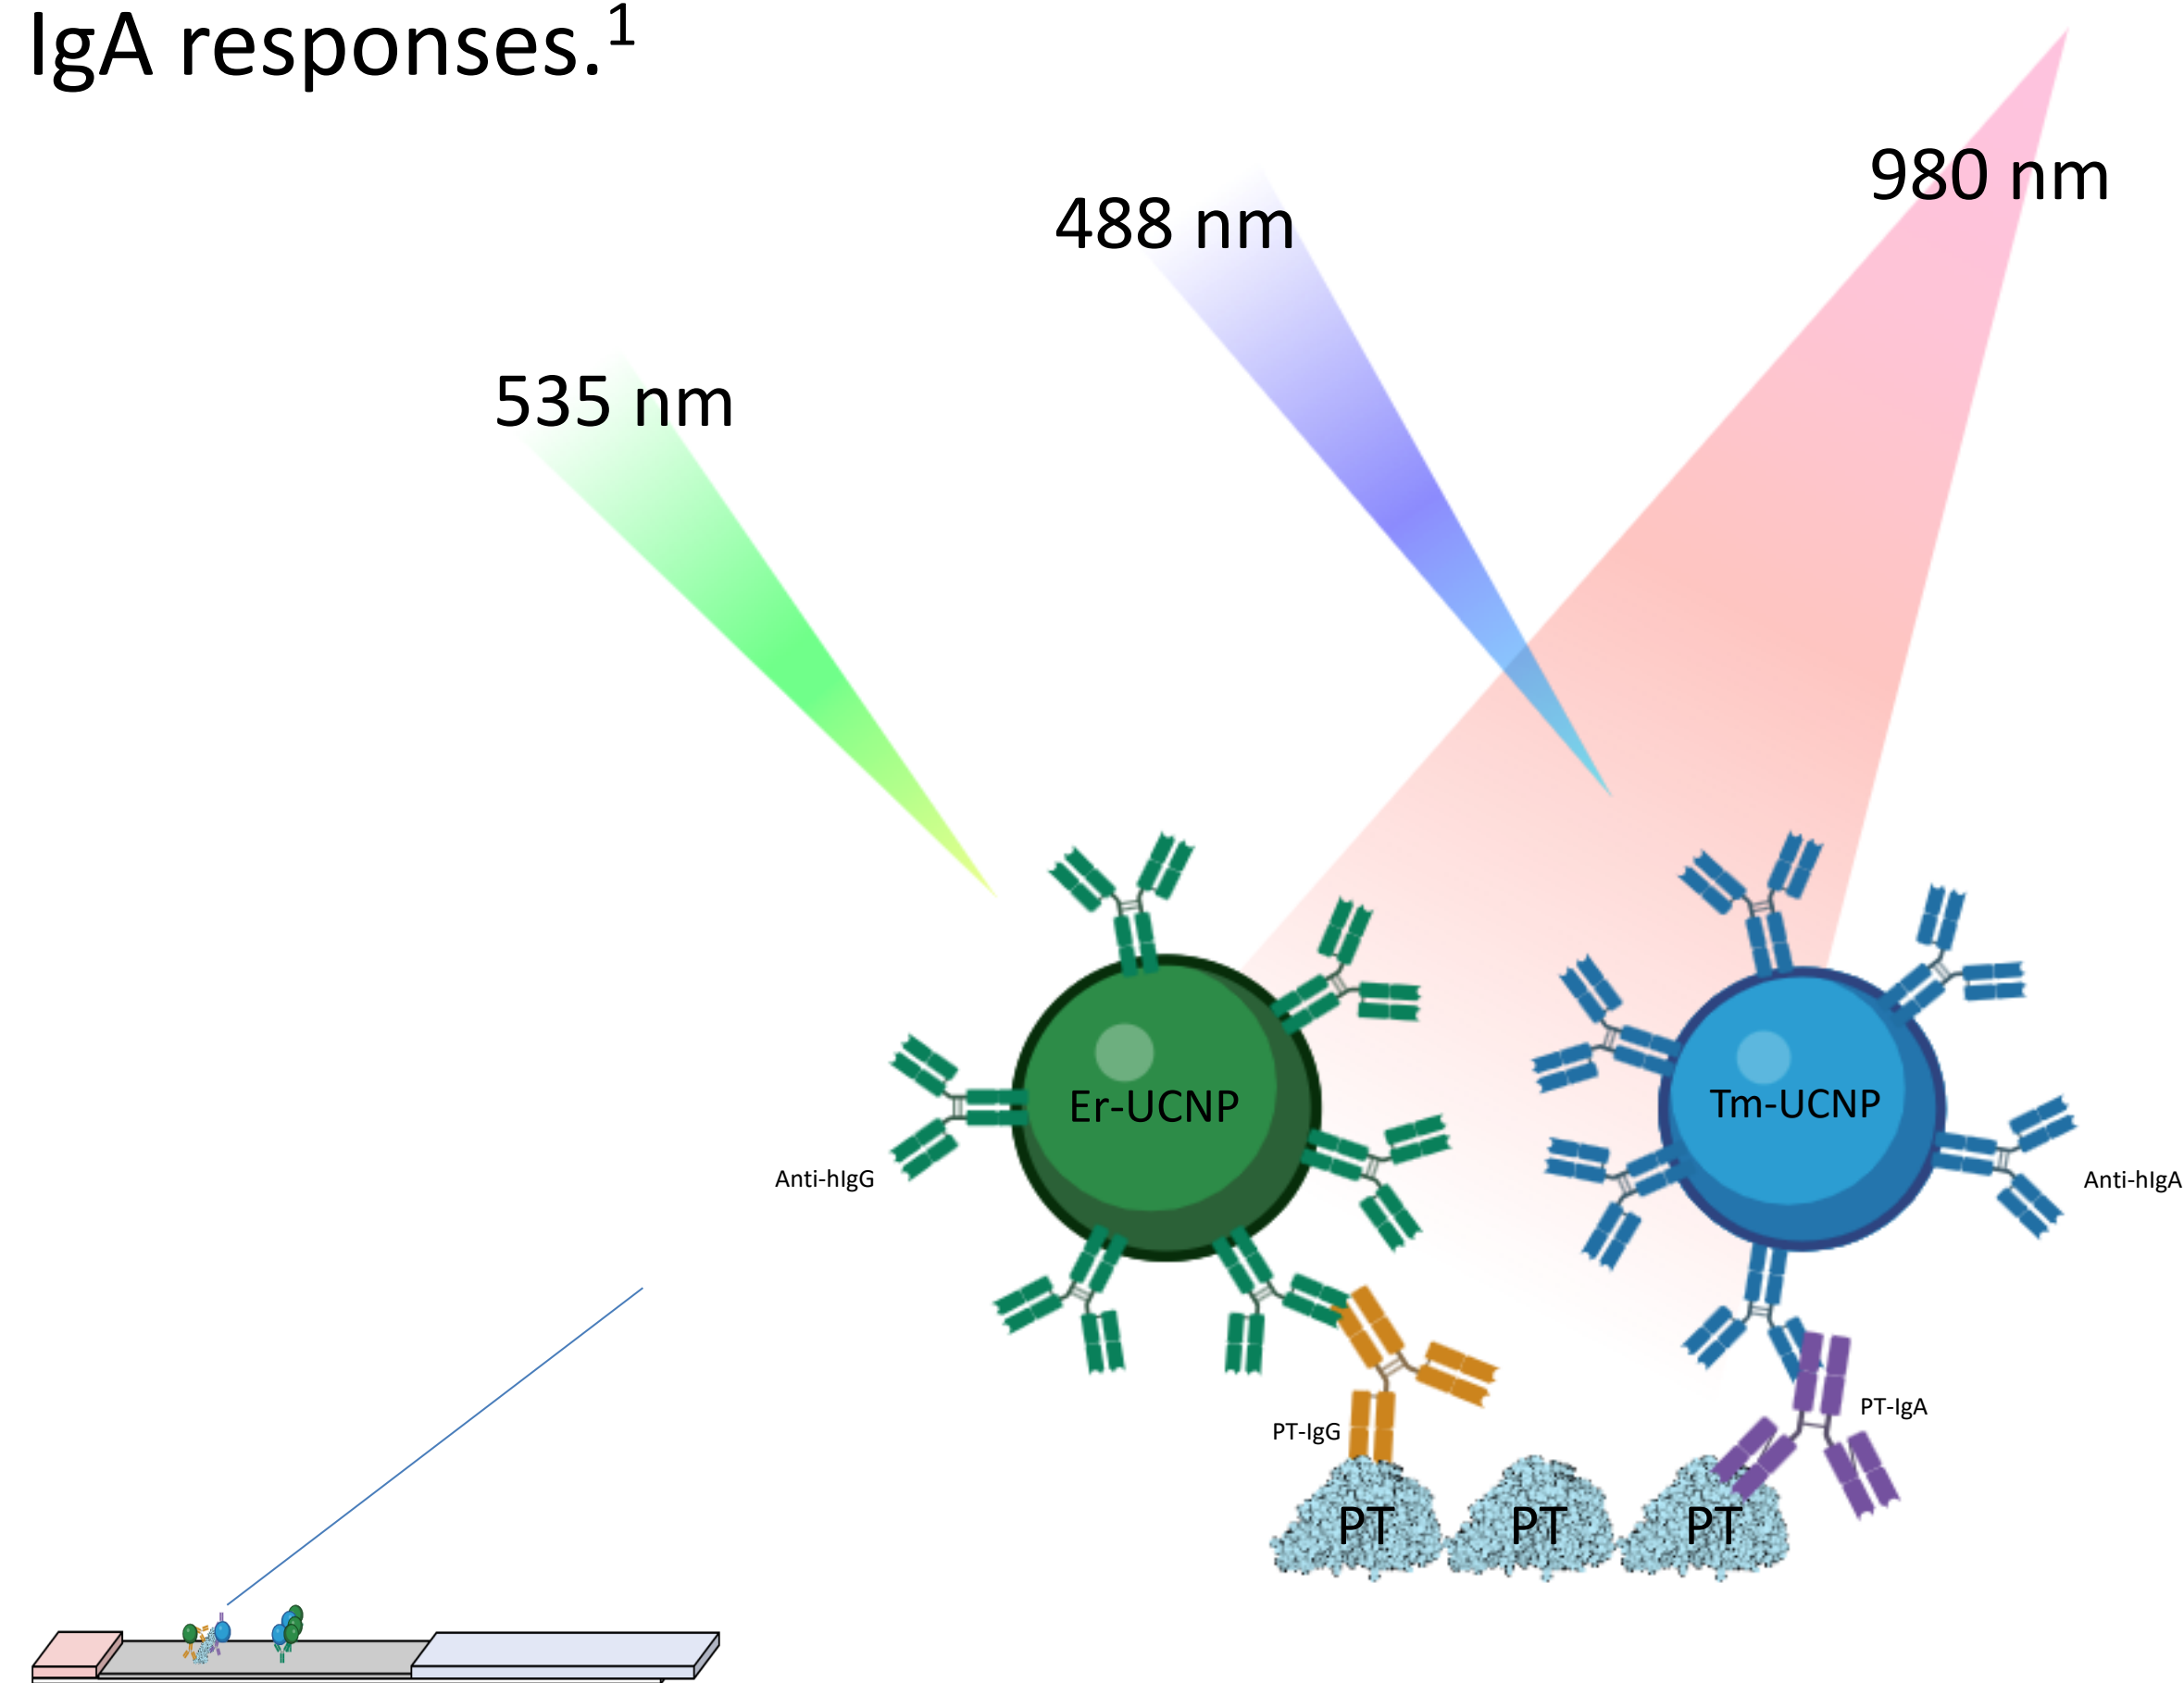 IgA responses.1
980 nm
488 nm
535 nm
Er-UCNP
Tm-UCNP
Anti-hIgG
Anti-hIgA
PT-IgG
PT-IgA
PT
PT
PT